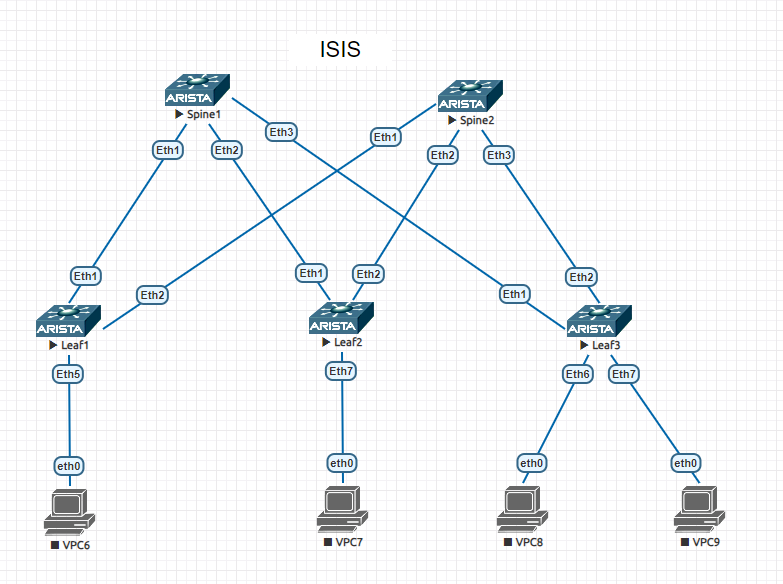 ISIS
ARISTA
Spine1
ARISTA
Spine2
Eth3
Eth1
Eth1
Eth2
Eth2
Eth3
Eth1
Eth2
Eth1
Eth2
Eth1
Eth2
ARISTA
Leaf1
ARISTA
Leaf2
ARISTA
Leaf3
Eth5
Eth7
Eth6
Eth7
eth0
eth0
eth0
eth0
VPC6
VPC7
VPC8
VPC9